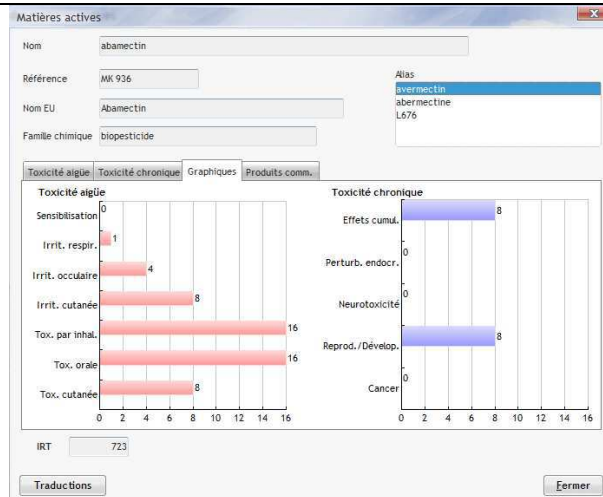 Matières actives
Nom abamectin
Référence MK 936
Alias
avermectin
abermectine
L676
Nom EU Abamectin
Famille chimique biopesticide
Toxicité aigüe Toxicité chronique Graphiques Produits comm.
Toxicité aigüe
Sensibilisation 0
Irrit. respir. 1
Irrit. occulaire 4
Irrit. cutanée 8
Tox. par inhal. 16
Tox. orale 16
Tox. cutanée 8
0 2 4 6 8 10 12 14 16
Toxicité chronique
Effets cumul. 8
Perturb. endocr. 0
Neurotoxicité 0
Reprod./Dévelop. 8
Cancer 0
0 2 4 6 8 10 12 14 16
IRT 723
Traductions
Fermer